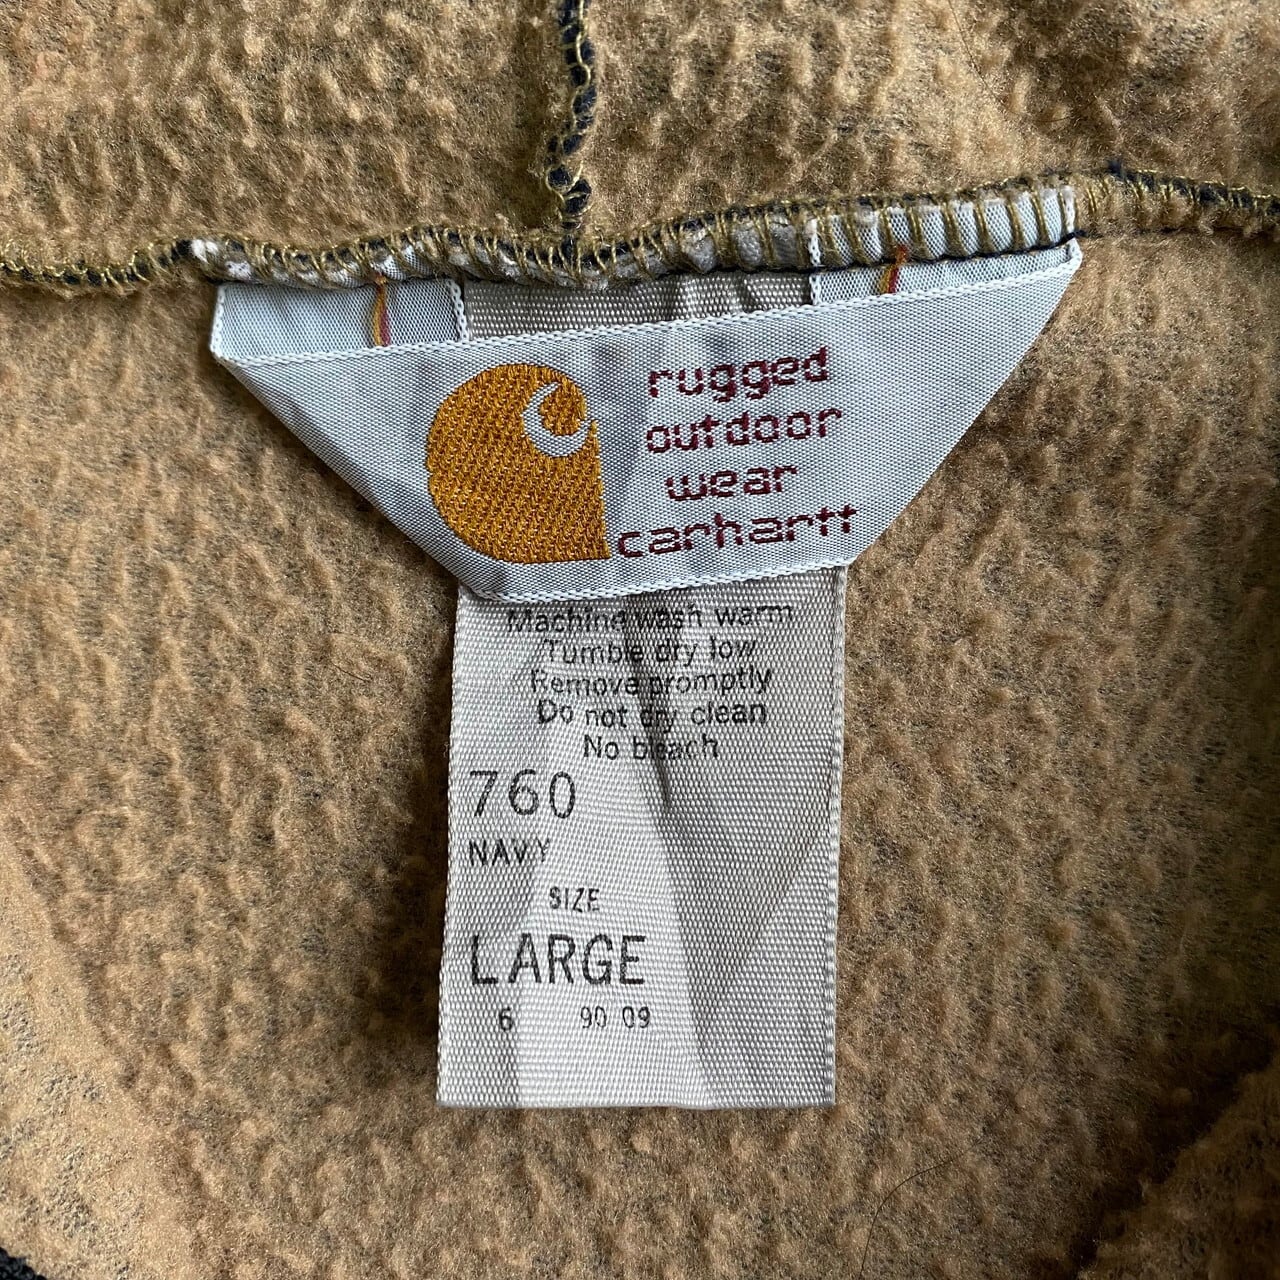 rugged
outdoor
wear
carhartt
Machine wash warm
Tumble dry low
Remove promptly
Do not dry clean
No bleach
760
NAVY
SIZE
LARGE
6 90 09